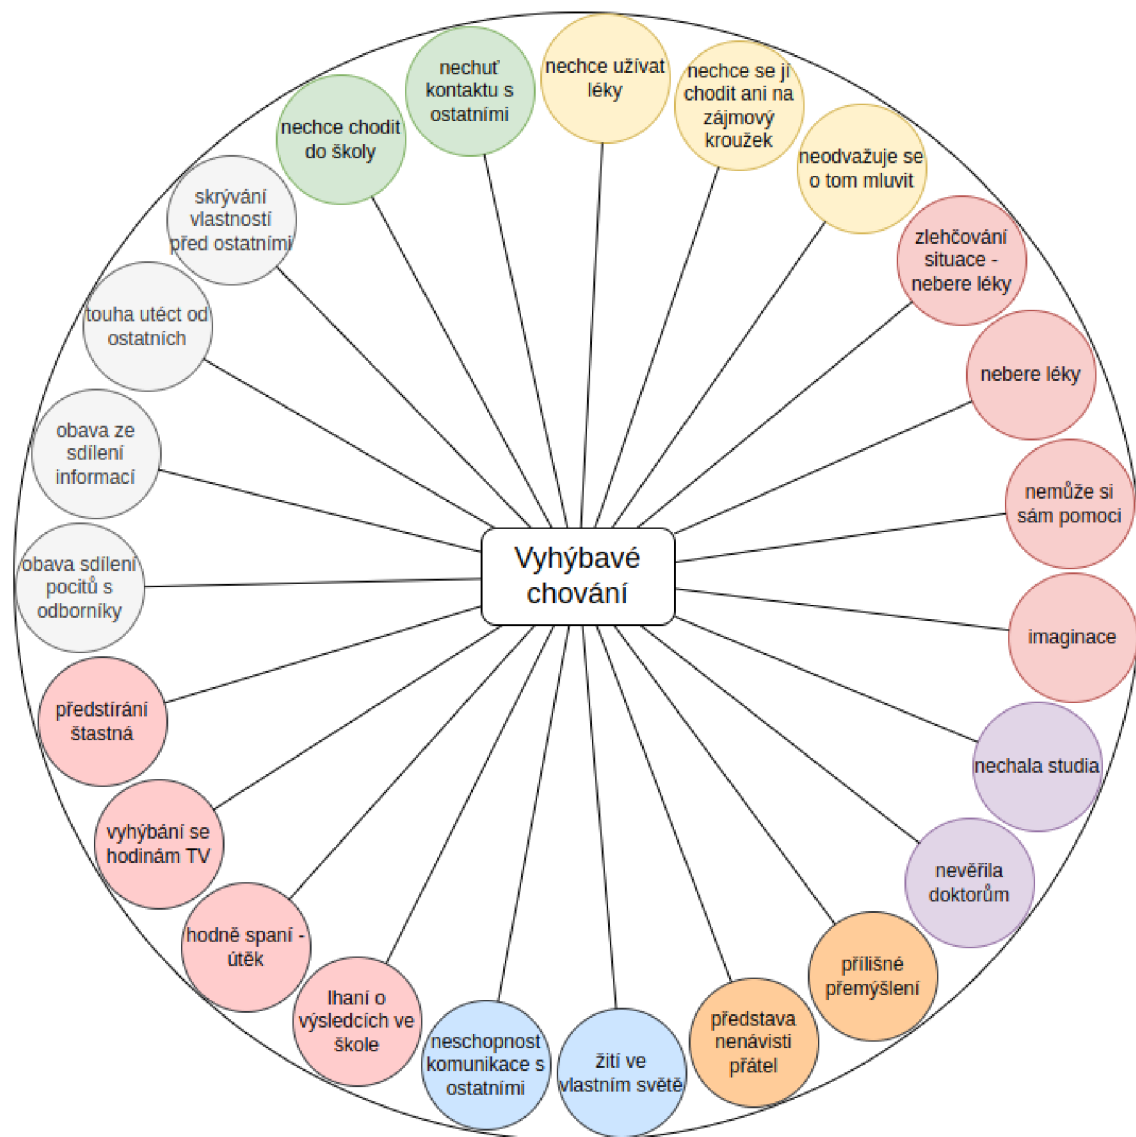 nechuť
kontaktu s
ostatními
nechce užívat
léky
nechce se jí
chodit ani na
zájmový
kroužek
neodvažuje se
o tom mluvit
zlehčování
situace -
nebere léky
nebere léky
nemůže si
sám pomoci
imaginace
nechala studia
nevěřila
doktorům
přílišné
přemýšlení
představa
nenávisti
přátel
žití ve
vlastním světě
neschopnost
komunikace s
ostatními
lhaní o
výsledcích ve
škole
hodně spaní -
útěk
vyhýbání se
hodinám TV
předstírání
štastná
obava sdílení
pocitů s
odborníky
obava ze
sdílení
informací
touha utéct od
ostatních
skrývání
vlastností
před ostatními
nechce chodit
do školy
Vyhýbavé
chování